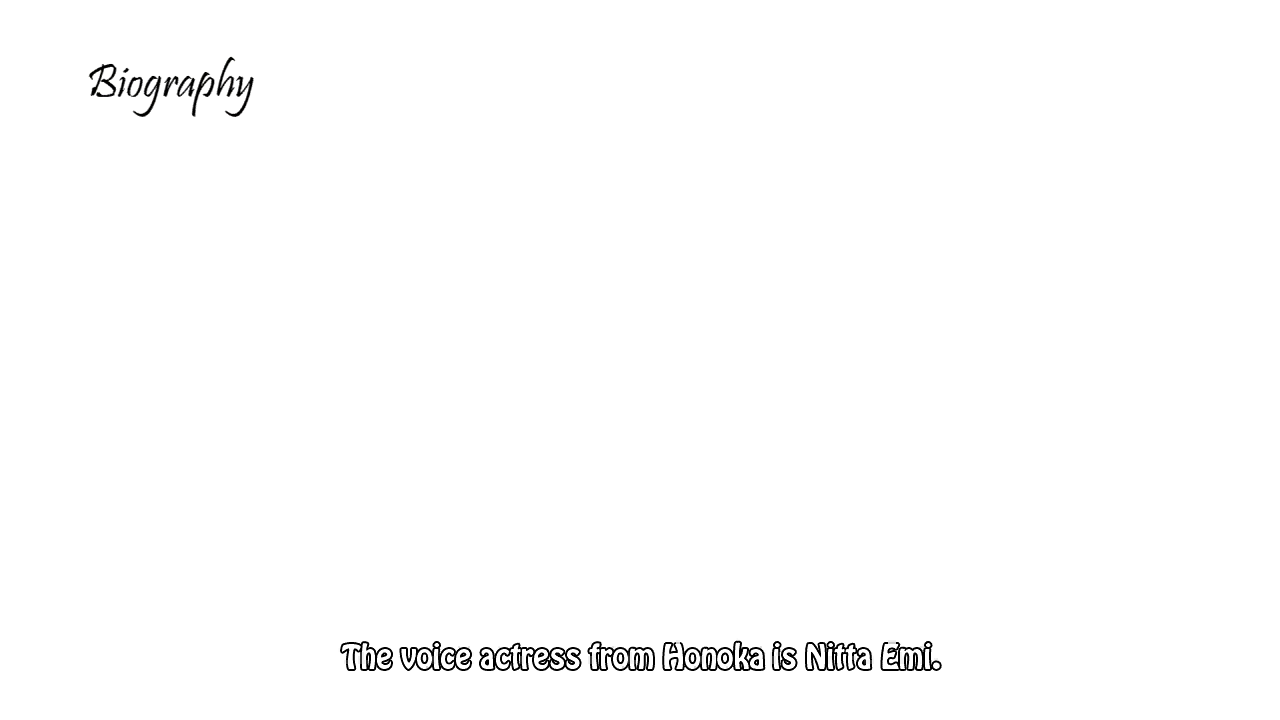 Biography
The voice actress from Honoka is Nitta Emi.